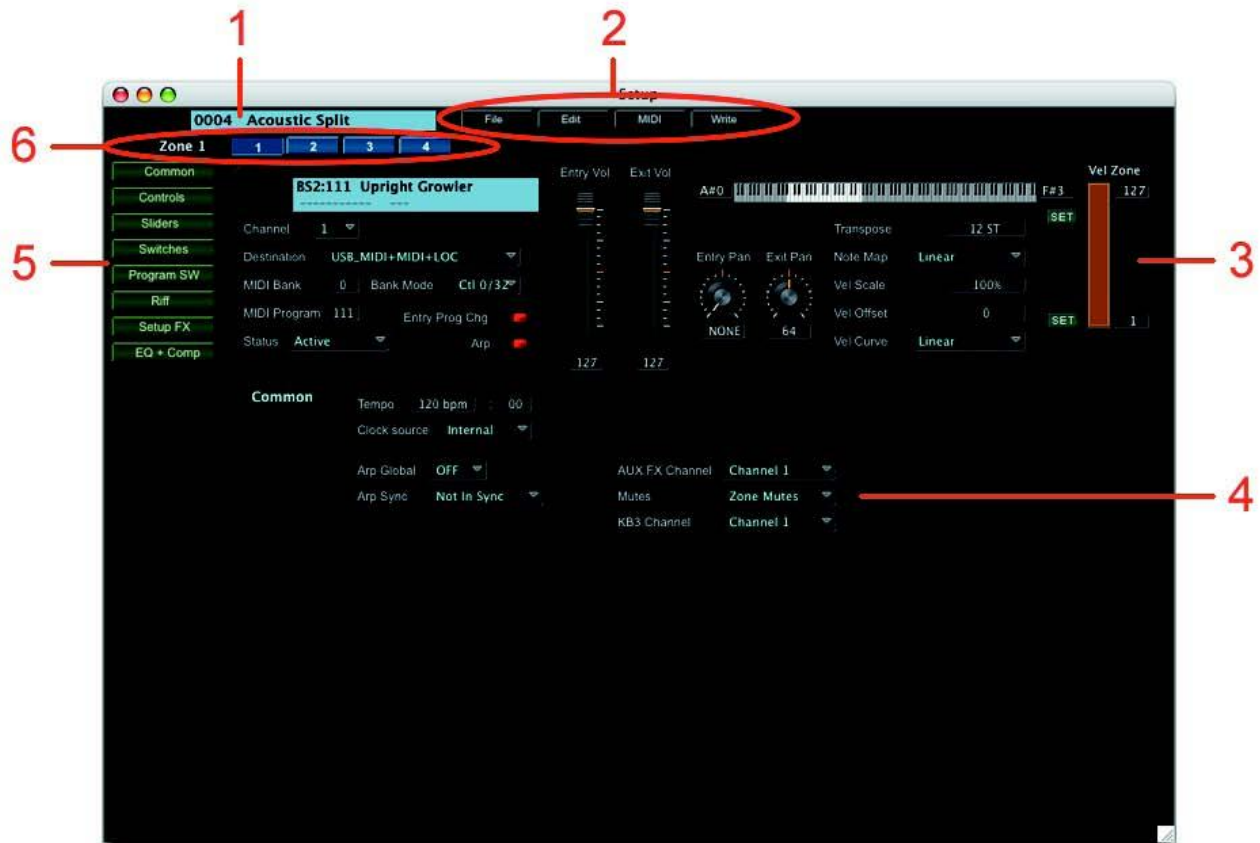 1
2
Setup
0004 Acoustic Split
File
Edit
MIDI
Write
6
Zone 1
1
2
3
4
Common
Controls
Sliders
Switches
Program SW
Riff
Setup FX
EQ + Comp
5
BS2:111 Upright Growler
----------- ---
Channel 1
Destination USB_MIDI+MIDI+LOC
MIDI Bank 0 Bank Mode Ctl 0/32
MIDI Program 111 Entry Prog Chg
Status Active Arp
Entry Vol Exit Vol
127 127
Entry Pan Exit Pan
NONE 64
A#0 F#3
Transpose 12 ST
Note Map Linear
Vel Scale 100%
Vel Offset 0
Vel Curve Linear
Vel Zone
127
SET
SET
1
3
Common
Tempo 120 bpm : 00
Clock source Internal
Arp Global OFF
Arp Sync Not In Sync
AUX FX Channel Channel 1
Mutes Zone Mutes
KB3 Channel Channel 1
4